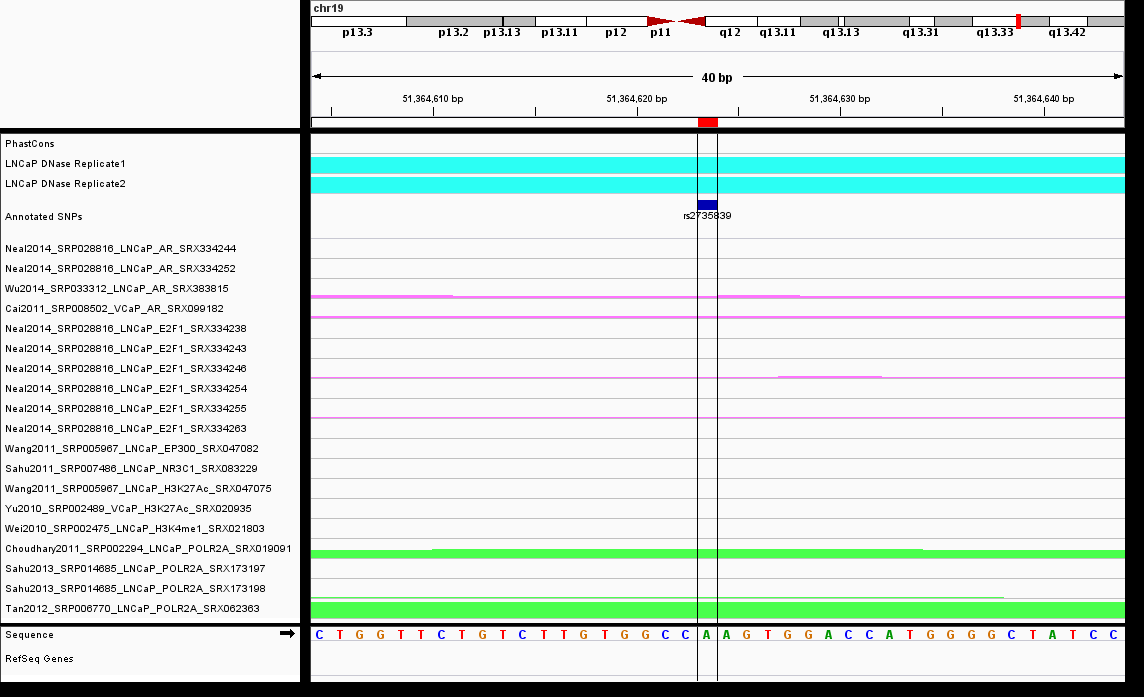 chr19
p13.3 p13.2 p13.13 p13.11 p12 p11 q12 q13.11 q13.13 q13.31 q13.33 q13.42
40 bp
51,364,610 bp 51,364,620 bp 51,364,630 bp 51,364,640 bp
PhastCons
LNCaP DNase Replicate1
LNCaP DNase Replicate2
Annotated SNPs
rs2735839
Neal2014_SRP028816_LNCaP_AR_SRX334244
Neal2014_SRP028816_LNCaP_AR_SRX334252
Wu2014_SRP033312_LNCaP_AR_SRX383815
Cai2011_SRP008502_VCaP_AR_SRX099182
Neal2014_SRP028816_LNCaP_E2F1_SRX334238
Neal2014_SRP028816_LNCaP_E2F1_SRX334243
Neal2014_SRP028816_LNCaP_E2F1_SRX334246
Neal2014_SRP028816_LNCaP_E2F1_SRX334254
Neal2014_SRP028816_LNCaP_E2F1_SRX334255
Neal2014_SRP028816_LNCaP_E2F1_SRX334263
Wang2011_SRP005967_LNCaP_EP300_SRX047082
Sahu2011_SRP007486_LNCaP_NR3C1_SRX083229
Wang2011_SRP005967_LNCaP_H3K27Ac_SRX047075
Yu2010_SRP002489_VCaP_H3K27Ac_SRX020935
Wei2010_SRP002475_LNCaP_H3K4me1_SRX021803
Choudhary2011_SRP002294_LNCaP_POLR2A_SRX019091
Sahu2013_SRP014685_LNCaP_POLR2A_SRX173197
Sahu2013_SRP014685_LNCaP_POLR2A_SRX173198
Tan2012_SRP006770_LNCaP_POLR2A_SRX062363
Sequence C T G G T T C T G T C T T G T G G C C A A G T G G A C C A T G G G G C T A T C C
RefSeq Genes